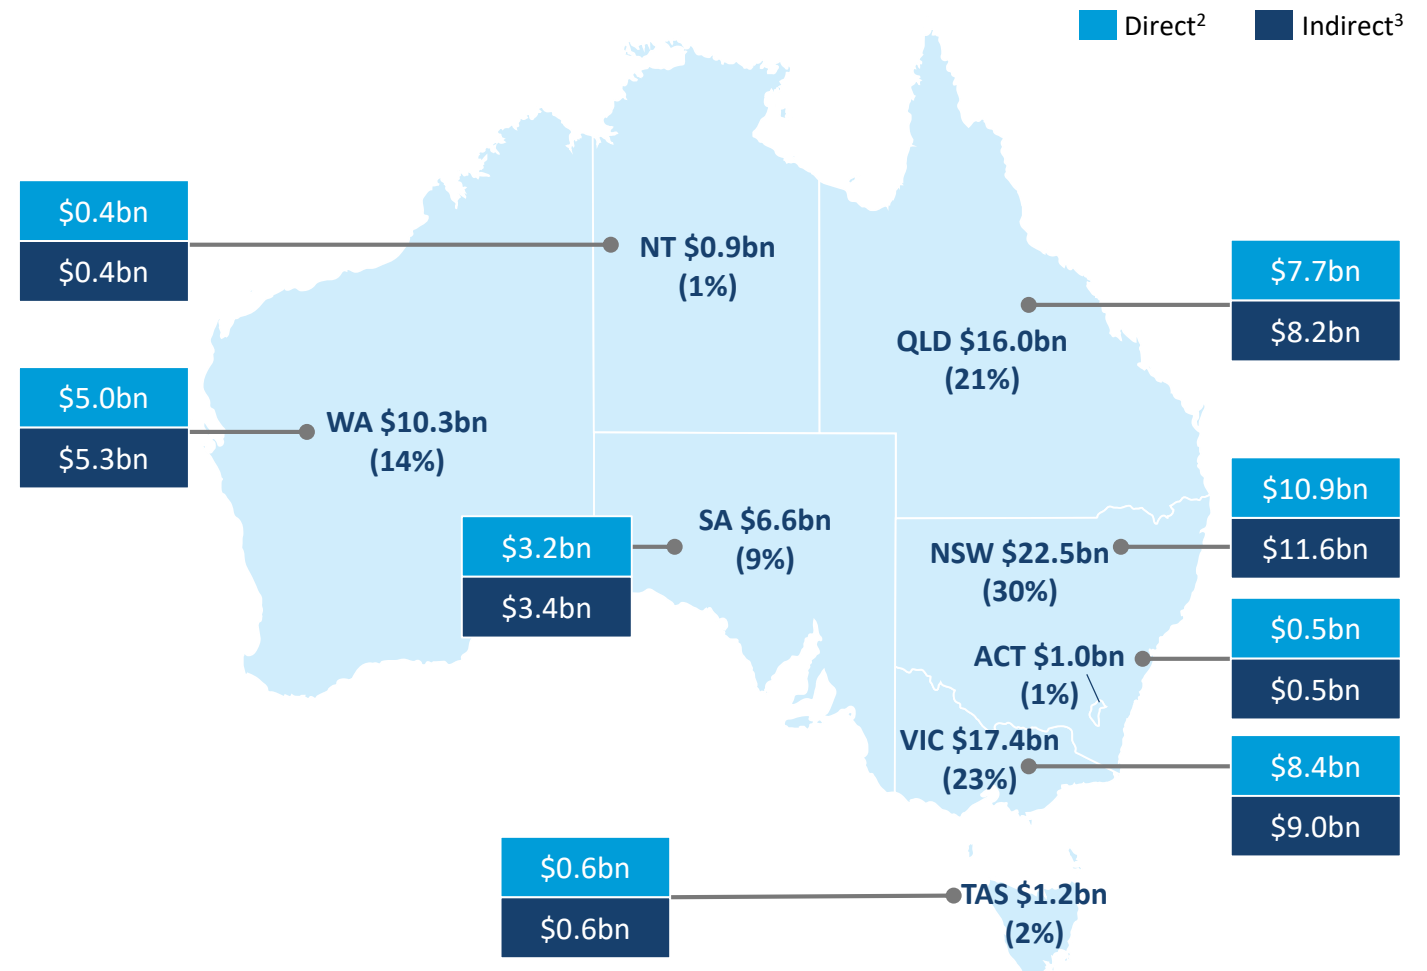 Direct²
Indirect³
$0.4bn
$0.4bn
NT $0.9bn
(1%)
$7.7bn
$8.2bn
QLD $16.0bn
(21%)
$5.0bn
$5.3bn
WA $10.3bn
(14%)
$10.9bn
$11.6bn
NSW $22.5bn
(30%)
$3.2bn
$3.4bn
SA $6.6bn
(9%)
$0.5bn
$0.5bn
ACT $1.0bn
(1%)
$8.4bn
$9.0bn
VIC $17.4bn
(23%)
$0.6bn
$0.6bn
TAS $1.2bn
(2%)